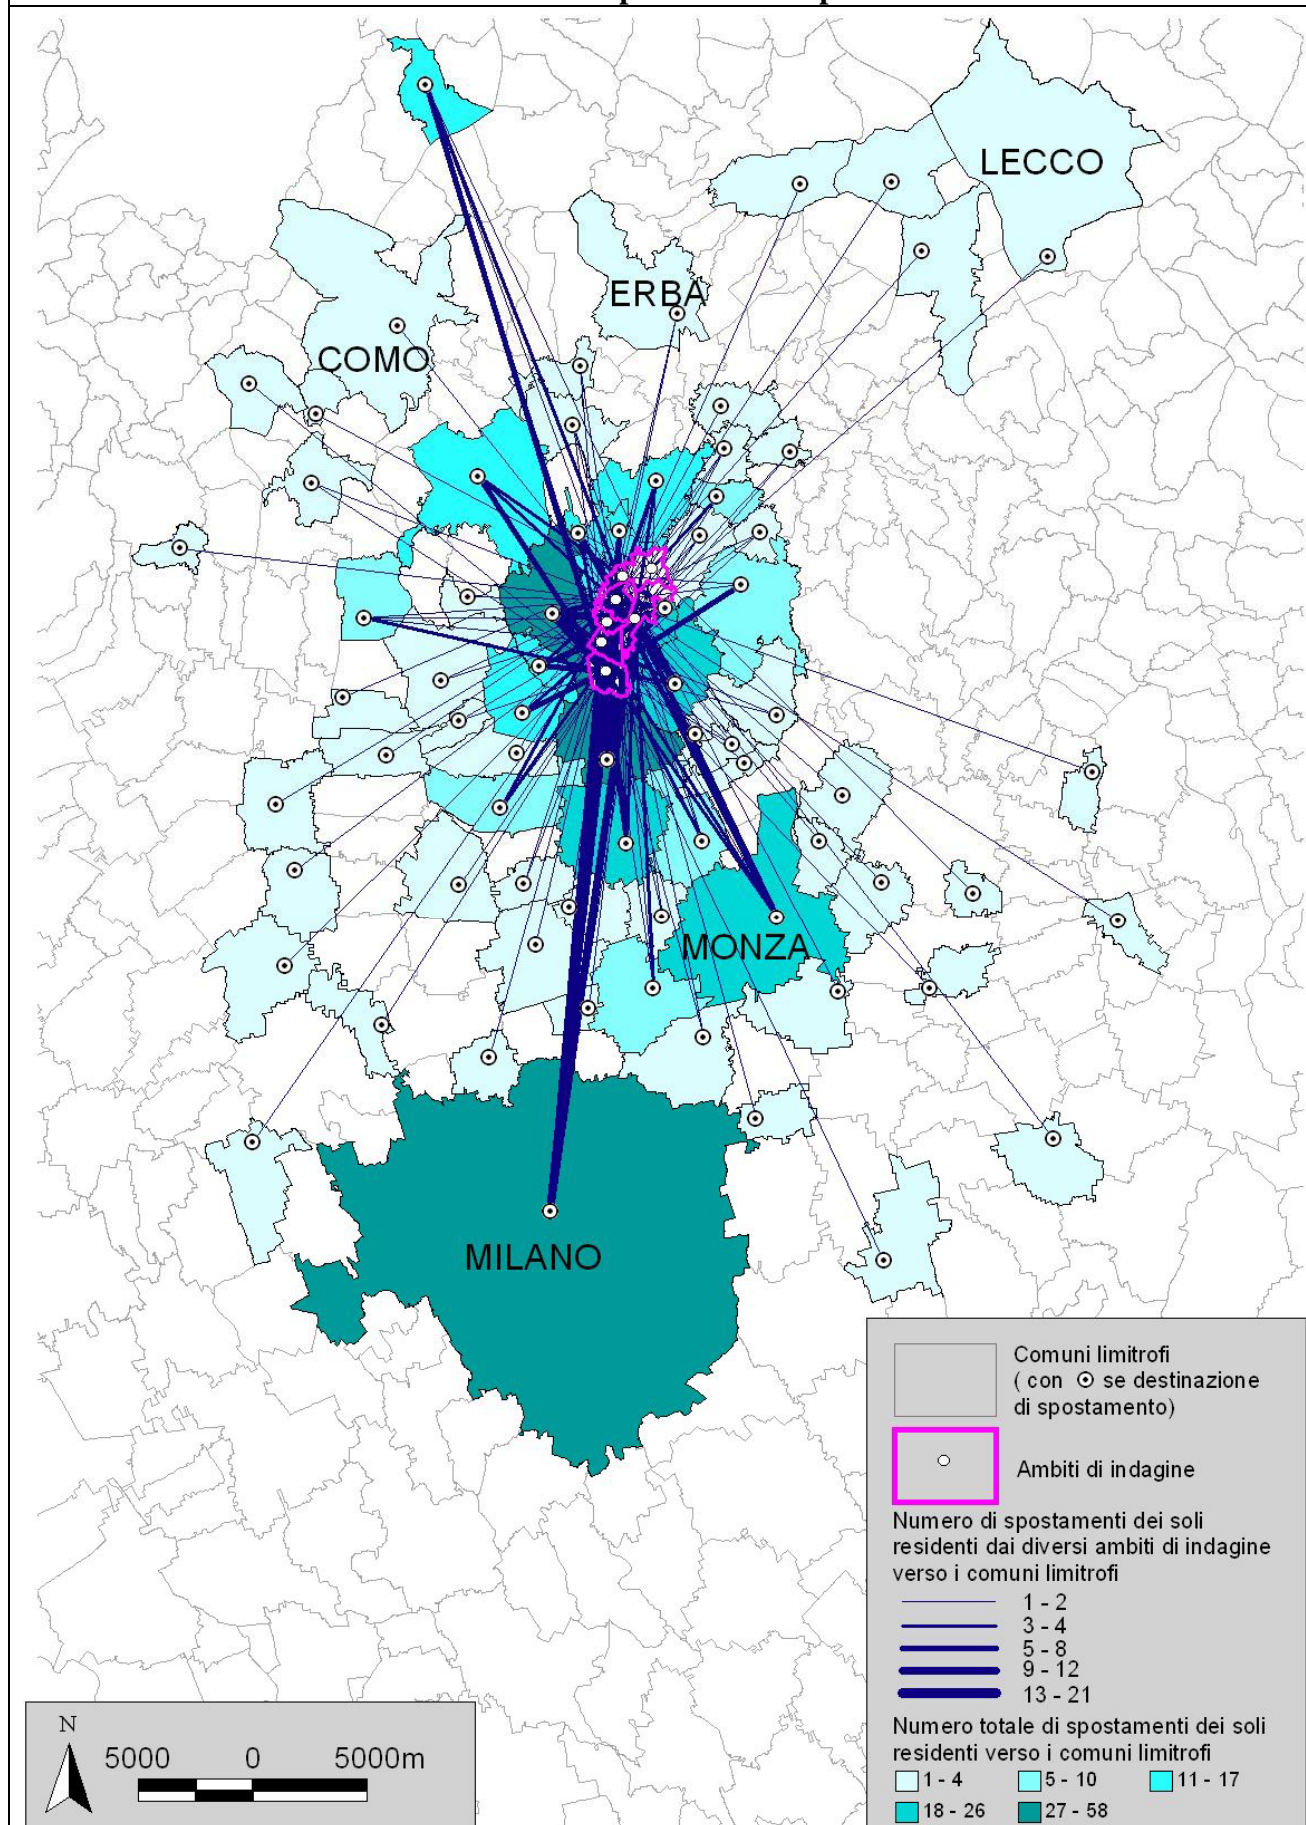 LECCO
ERBA
COMO
MONZA
MILANO
Comuni limitrofi
( con ⊙ se destinazione
di spostamento)
Ambiti di indagine
Numero di spostamenti dei soli
residenti dai diversi ambiti di indagine
verso i comuni limitrofi
1 - 2
3 - 4
5 - 8
9 - 12
13 - 21
Numero totale di spostamenti dei soli
residenti verso i comuni limitrofi
1 - 4 5 - 10 11 - 17
18 - 26 27 - 58
N
5000 0 5000m